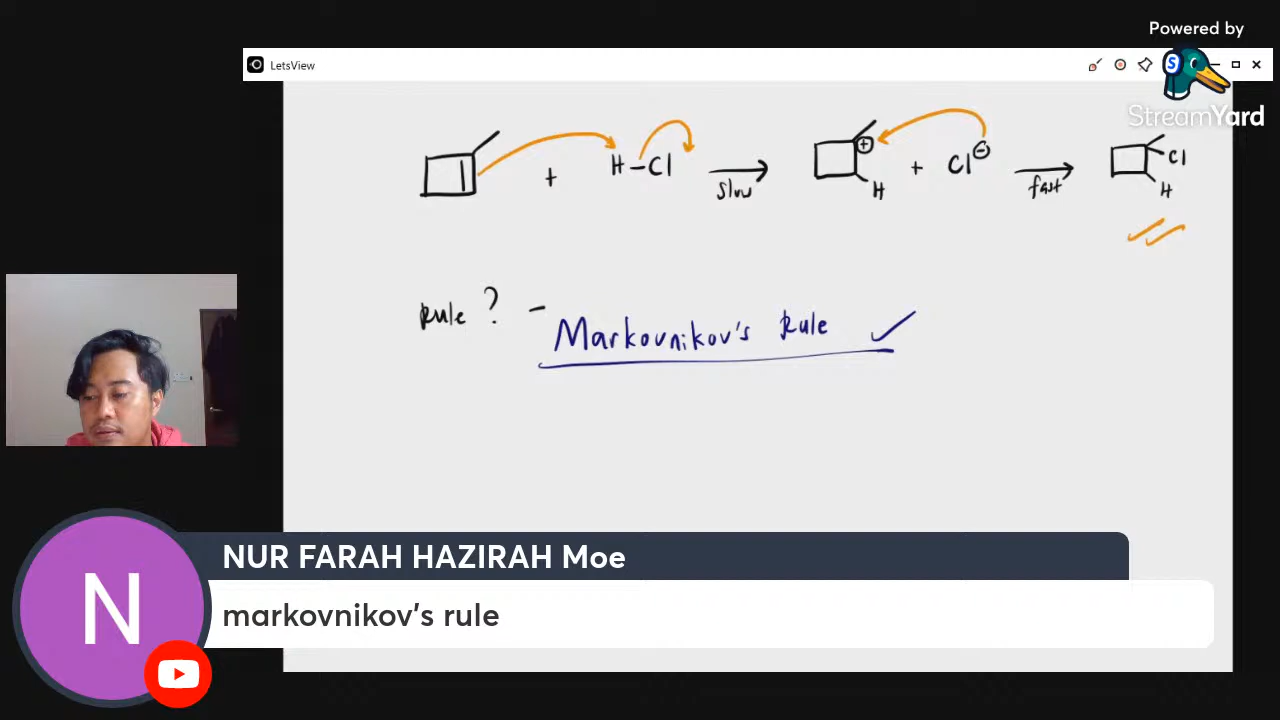 Powered by
StreamYard
LetsView
+ H-Cl slow ⊕ H + Cl⊖ fast Cl H
Rule ? - Markovnikov's Rule ✓
NUR FARAH HAZIRAH Moe
N
markovnikov's rule